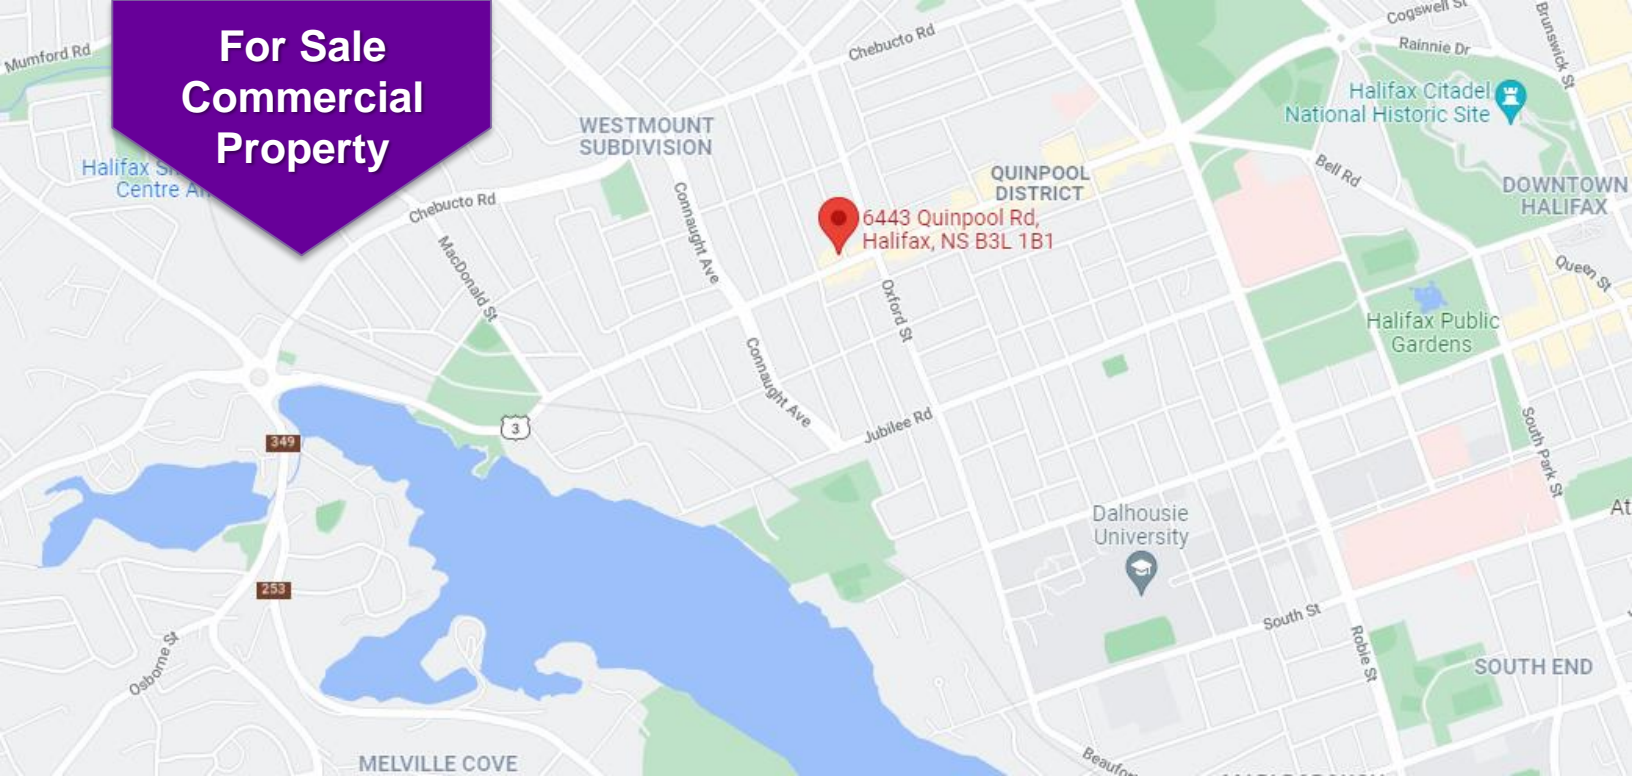 For Sale
Commercial
Property
Mumford Rd
Chebucto Rd
Cogswell St
Rainnie Dr
Brunswick St
Halifax Citadel
National Historic Site
WESTMOUNT
SUBDIVISION
Halifax
Centre
Bell Rd
QUINPOOL
DISTRICT
DOWNTOWN
HALIFAX
Chebucto Rd
Connaught Ave
6443 Quinpool Rd,
Halifax, NS B3L 1B1
MacDonald St
Queen St
Oxford St
Halifax Public
Gardens
Connaught Ave
3
Jubilee Rd
349
South Park St
Dalhousie
University
At
253
South St
Osborne St
Robie St
SOUTH END
MELVILLE COVE